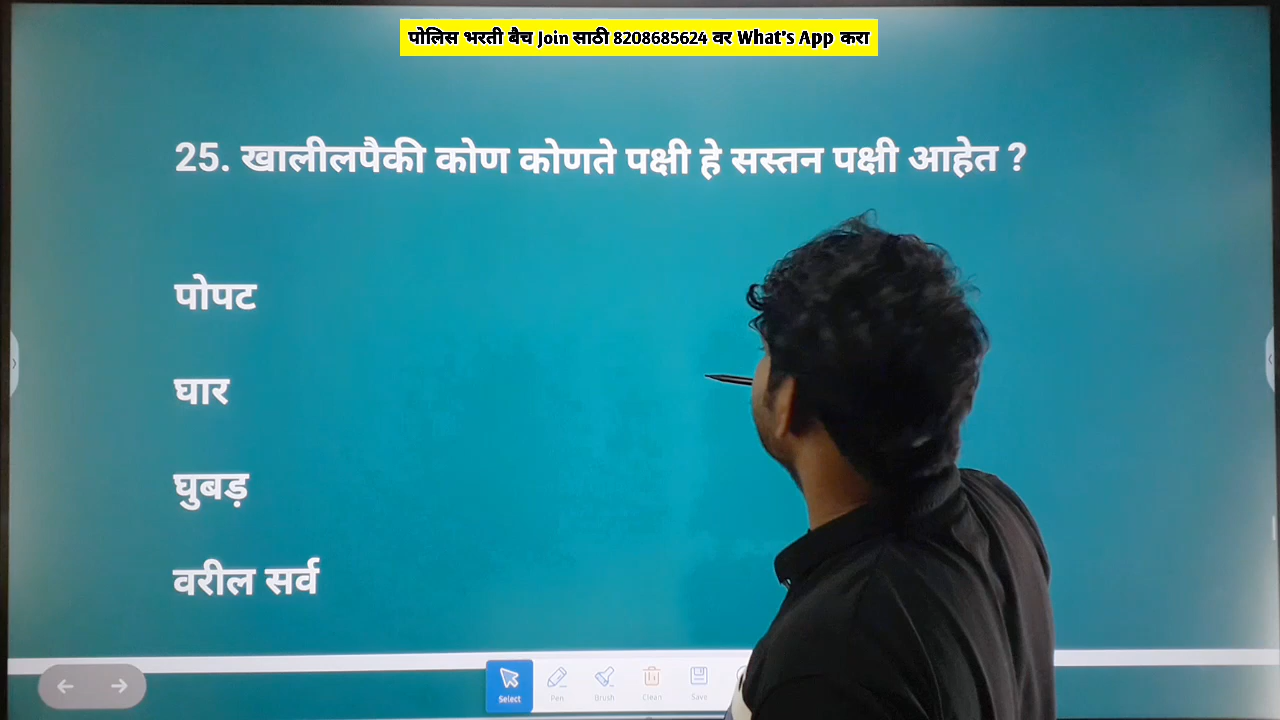 पोलिस भरती बैच Join साठी 8208685624 वर What's App करा
25. खालीलपैकी कोण कोणते पक्षी हे सस्तन पक्षी आहेत ?
पोपट
घार
घुबड़
वरील सर्व
Select Pen Brush Clean Save